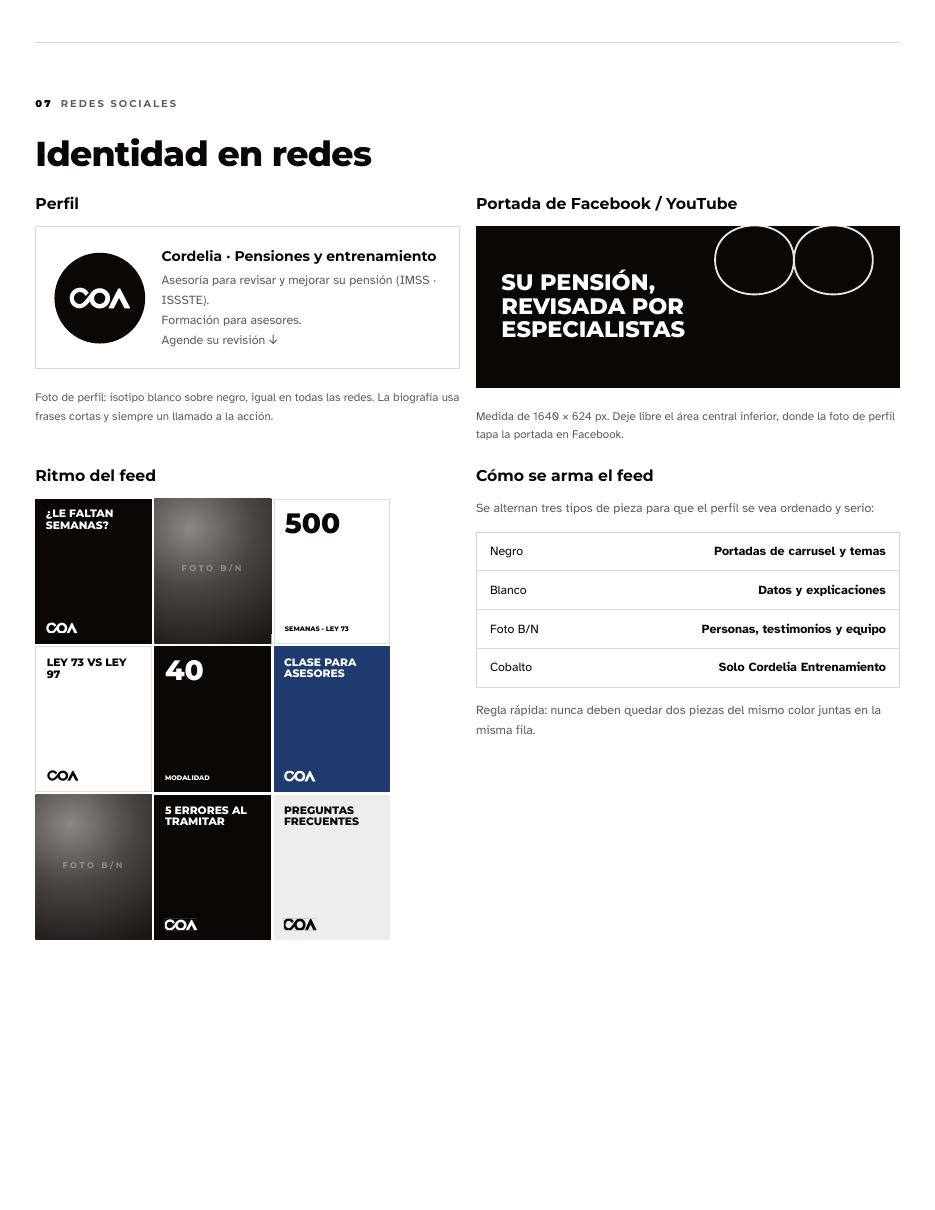 07 REDES SOCIALES
Identidad en redes
Perfil
COA
Cordelia · Pensiones y entrenamiento
Asesoría para revisar y mejorar su pensión (IMSS ·
ISSSTE).
Formación para asesores.
Agende su revisión ↓
Foto de perfil: isotipo blanco sobre negro, igual en todas las redes. La biografía usa
frases cortas y siempre un llamado a la acción.
Portada de Facebook / YouTube
SU PENSIÓN,
REVISADA POR
ESPECIALISTAS
Medida de 1640 × 624 px. Deje libre el área central inferior, donde la foto de perfil
tapa la portada en Facebook.
Ritmo del feed
¿LE FALTAN
SEMANAS?
COA
FOTO B/N
500
SEMANAS · LEY 73
LEY 73 VS LEY
97
COA
40
MODALIDAD
CLASE PARA
ASESORES
COA
FOTO B/N
5 ERRORES AL
TRAMITAR
COA
PREGUNTAS
FRECUENTES
COA
Cómo se arma el feed
Se alternan tres tipos de pieza para que el perfil se vea ordenado y serio:
Negro Portadas de carrusel y temas
Blanco Datos y explicaciones
Foto B/N Personas, testimonios y equipo
Cobalto Solo Cordelia Entrenamiento
Regla rápida: nunca deben quedar dos piezas del mismo color juntas en la
misma fila.